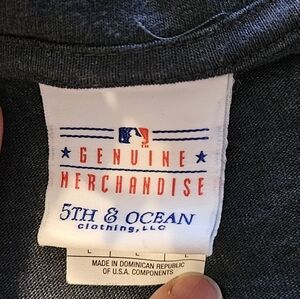 GENUINE
MERCHANDISE
5TH & OCEAN
clothing, LLC
L L L
MADE IN DOMINICAN REPUBLIC
OF U.S.A. COMPONENTS